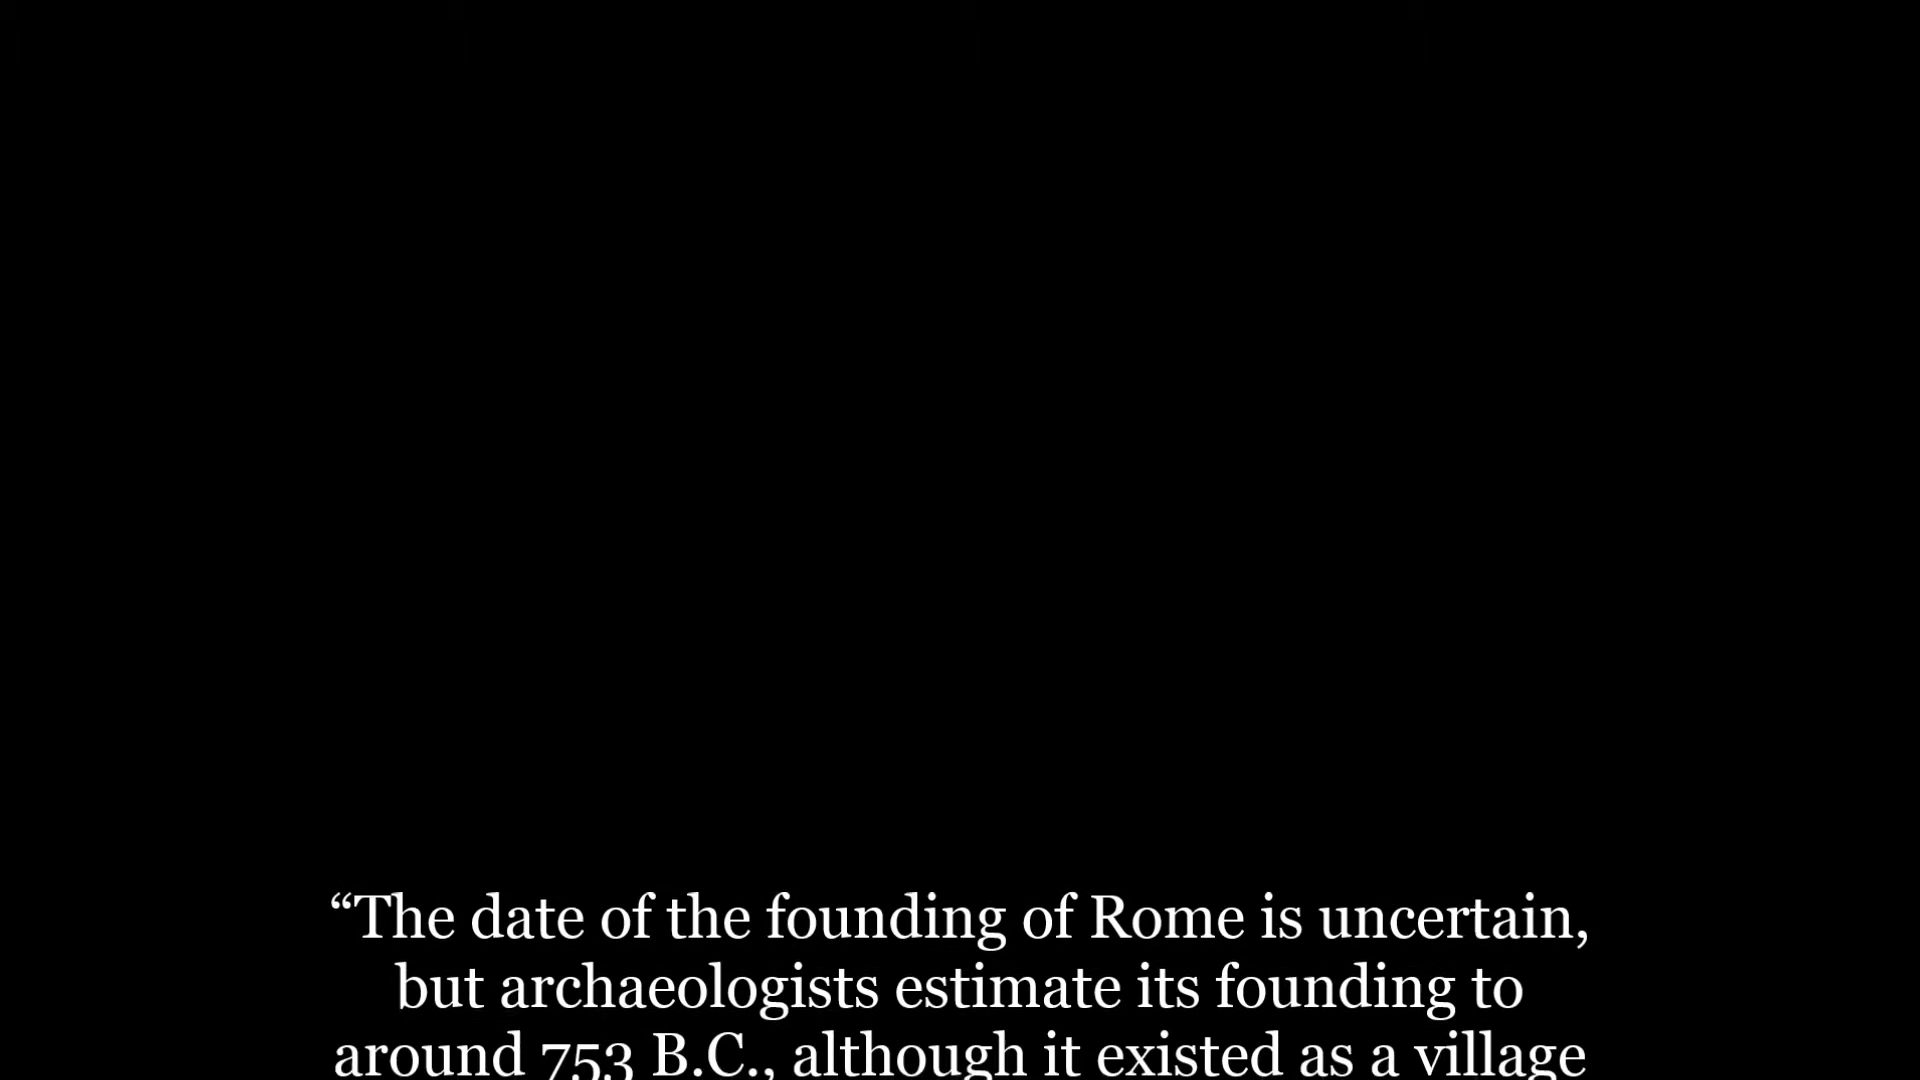 “The date of the founding of Rome is uncertain,
but archaeologists estimate its founding to
around 753 B.C., although it existed as a village